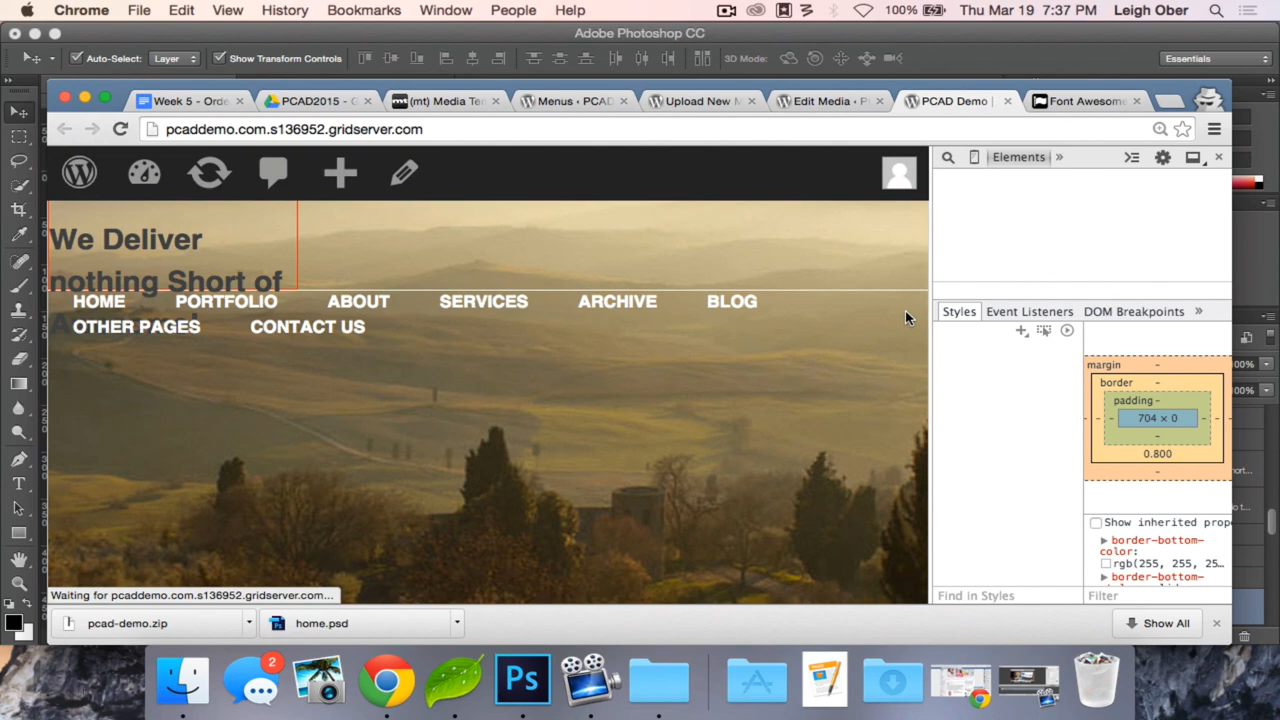 Chrome File Edit View History Bookmarks Window People Help 100% Thu Mar 19 7:37 PM Leigh Ober
Adobe Photoshop CC
Auto-Select: Layer Show Transform Controls 3D Mode: Essentials
Week 5 - Orde PCAD2015 - G (mt) Media Tem Menus ‹ PCAD Upload New M Edit Media ‹ P PCAD Demo | Font Awesome
pcaddemo.com.s136952.gridserver.com
Elements »
We Deliver
nothing Short of
HOME PORTFOLIO ABOUT SERVICES ARCHIVE BLOG
OTHER PAGES CONTACT US
Styles Event Listeners DOM Breakpoints »
margin -
border -
padding -
- 704 × 0 -
-
0.800
-
Show inherited prope
border-bottom-
color:
rgb(255, 255, 25…
border-bottom-
Find in Styles Filter
100%
100%
Waiting for pcaddemo.com.s136952.gridserver.com...
pcad-demo.zip home.psd Show All
2
Ps